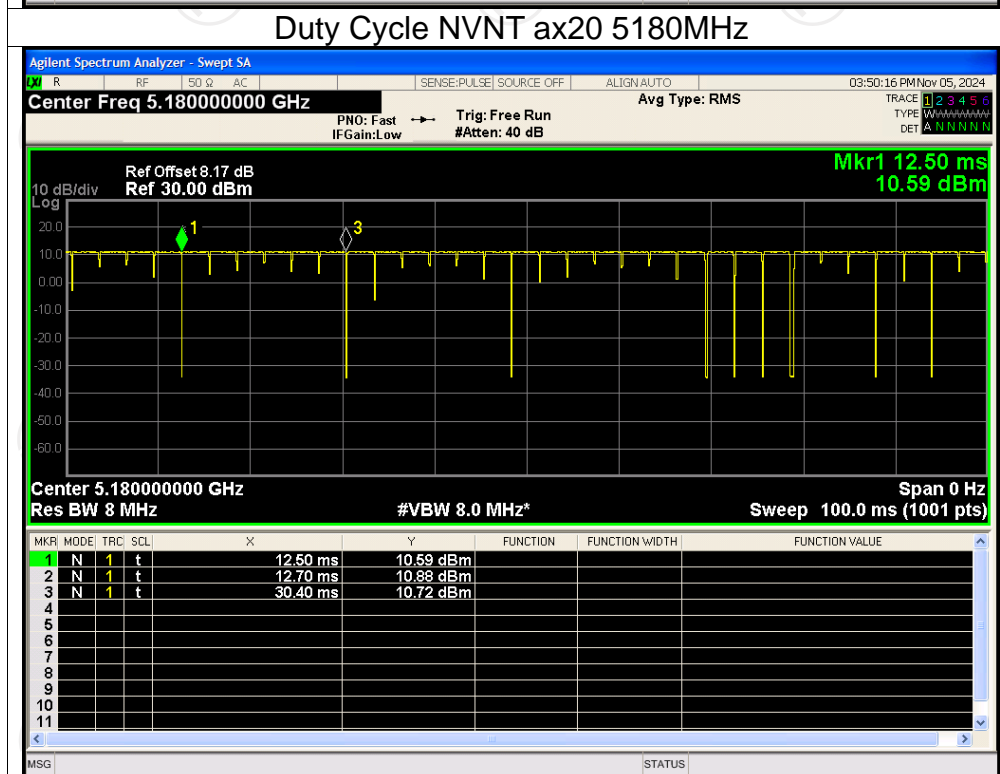 Duty Cycle NVNT ax20 5180MHz
Agilent Spectrum Analyzer - Swept SA
LXI R RF 50 Ω AC SENSE:PULSE SOURCE OFF ALIGN AUTO 03:50:16 PM Nov 05, 2024
Center Freq 5.180000000 GHz Avg Type: RMS TRACE 1 2 3 4 5 6
PNO: Fast Trig: Free Run TYPE WWWWWW
IFGain:Low #Atten: 40 dB DET A N N N N N
Mkr1 12.50 ms
10.59 dBm
Ref Offset 8.17 dB
10 dB/div Ref 30.00 dBm
Log
20.0
10.0
0.00
-10.0
-20.0
-30.0
-40.0
-50.0
-60.0
1
3
Center 5.180000000 GHz Span 0 Hz
Res BW 8 MHz #VBW 8.0 MHz* Sweep 100.0 ms (1001 pts)
MKR MODE TRC SCL X Y FUNCTION FUNCTION WIDTH FUNCTION VALUE
1 N 1 t 12.50 ms 10.59 dBm
2 N 1 t 12.70 ms 10.88 dBm
3 N 1 t 30.40 ms 10.72 dBm
4
5
6
7
8
9
10
11
MSG STATUS